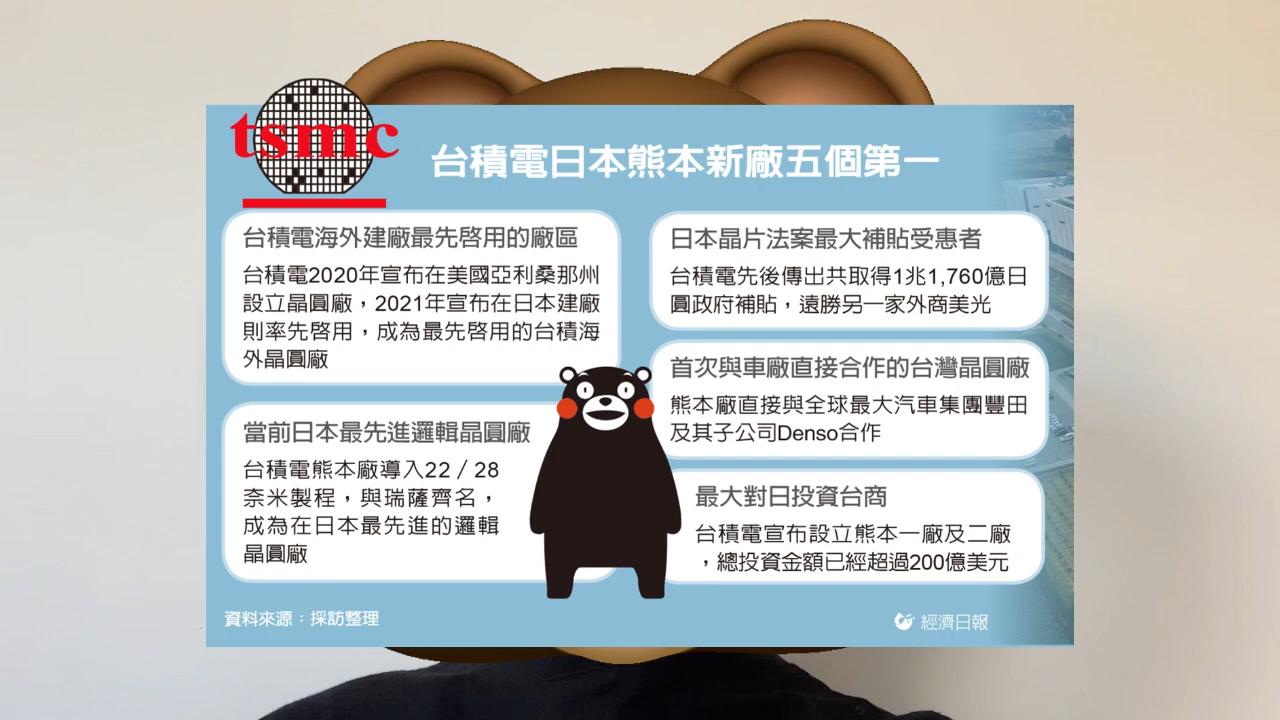 tsmc
台積電日本熊本新廠五個第一
台積電海外建廠最先啓用的廠區
台積電2020年宣布在美國亞利桑那州
設立晶圓廠，2021年宣布在日本建廠
則率先啓用，成為最先啓用的台積海
外晶圓廠
當前日本最先進邏輯晶圓廠
台積電熊本廠導入22／28
奈米製程，與瑞薩齊名，
成為在日本最先進的邏輯
晶圓廠
日本晶片法案最大補貼受惠者
台積電先後傳出共取得1兆1,760億日
圓政府補貼，遠勝另一家外商美光
首次與車廠直接合作的台灣晶圓廠
熊本廠直接與全球最大汽車集團豐田
及其子公司Denso合作
最大對日投資台商
台積電宣布設立熊本一廠及二廠
，總投資金額已經超過200億美元
資料來源：採訪整理
經濟日報